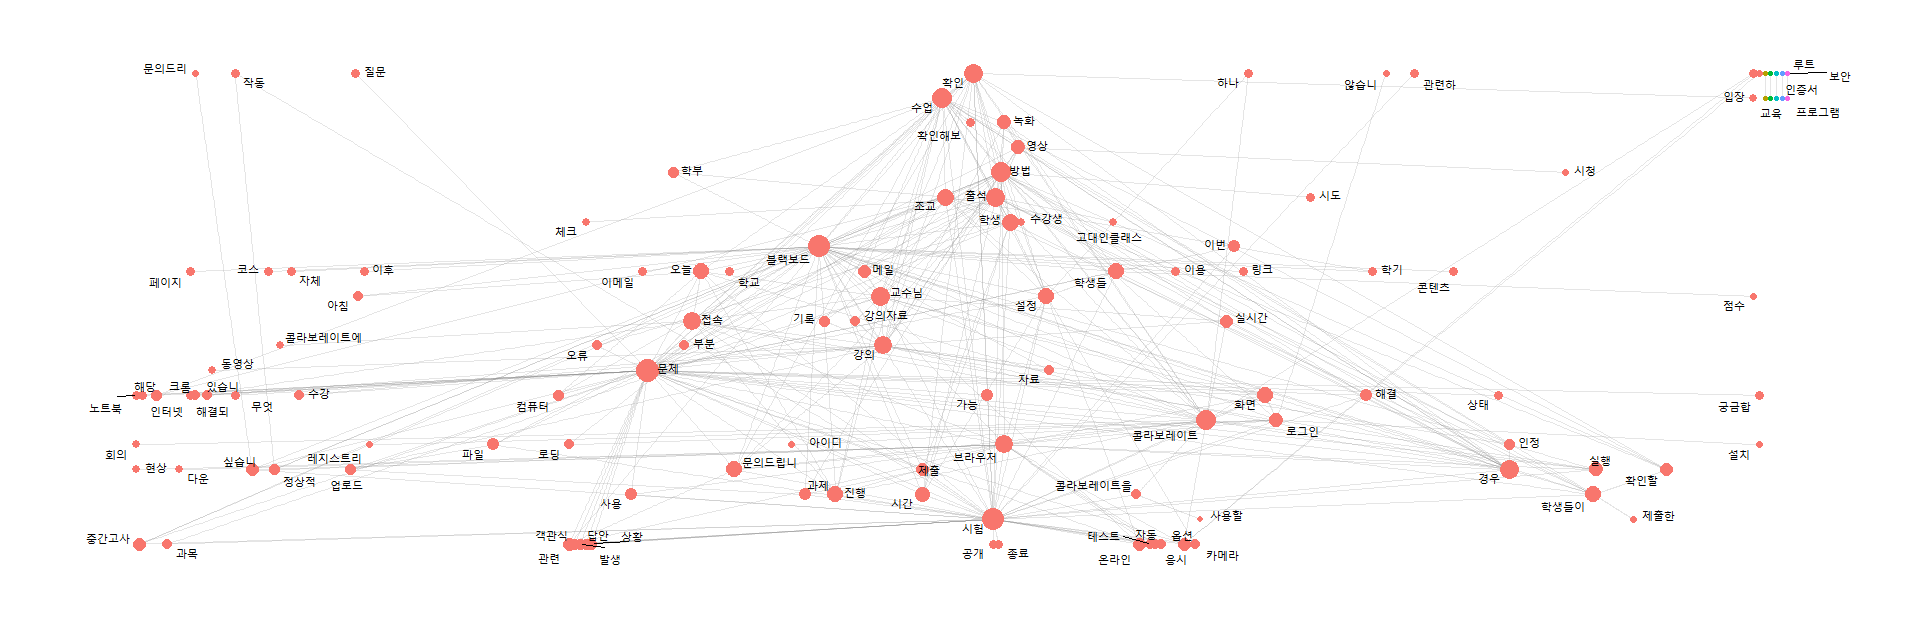 문의드리
작동
질문
확인
하나
않습니
관련하
루트
보안
입장
인증서
교육
프로그램
수업
확인해보
녹화
영상
학부
방법
시청
조교
출석
시도
체크
학생
수강생
고대인클래스
이번
블랙보드
페이지
코스
자체
이후
이메일
오늘
학교
메일
학생들
이용
링크
학기
콘텐츠
아침
교수님
설정
점수
접속
기록
강의자료
실시간
콜라보레이트에
오류
부분
강의
동영상
문제
자료
해당
크롬
있습니
노트북
인터넷
해결되
무엇
수강
컴퓨터
가능
화면
해결
상태
궁금합
콜라보레이트
로그인
회의
레지스트리
파일
로딩
아이디
브라우저
인정
설치
현상
다운
싶습니
정상적
업로드
문의드립니
제출
경우
실행
확인할
사용
과제
진행
시간
콜라보레이트을
학생들이
시험
사용할
제출한
중간고사
과목
객관식
답안
상황
관련
발생
공개
종료
테스트
자동
옵션
온라인
응시
카메라